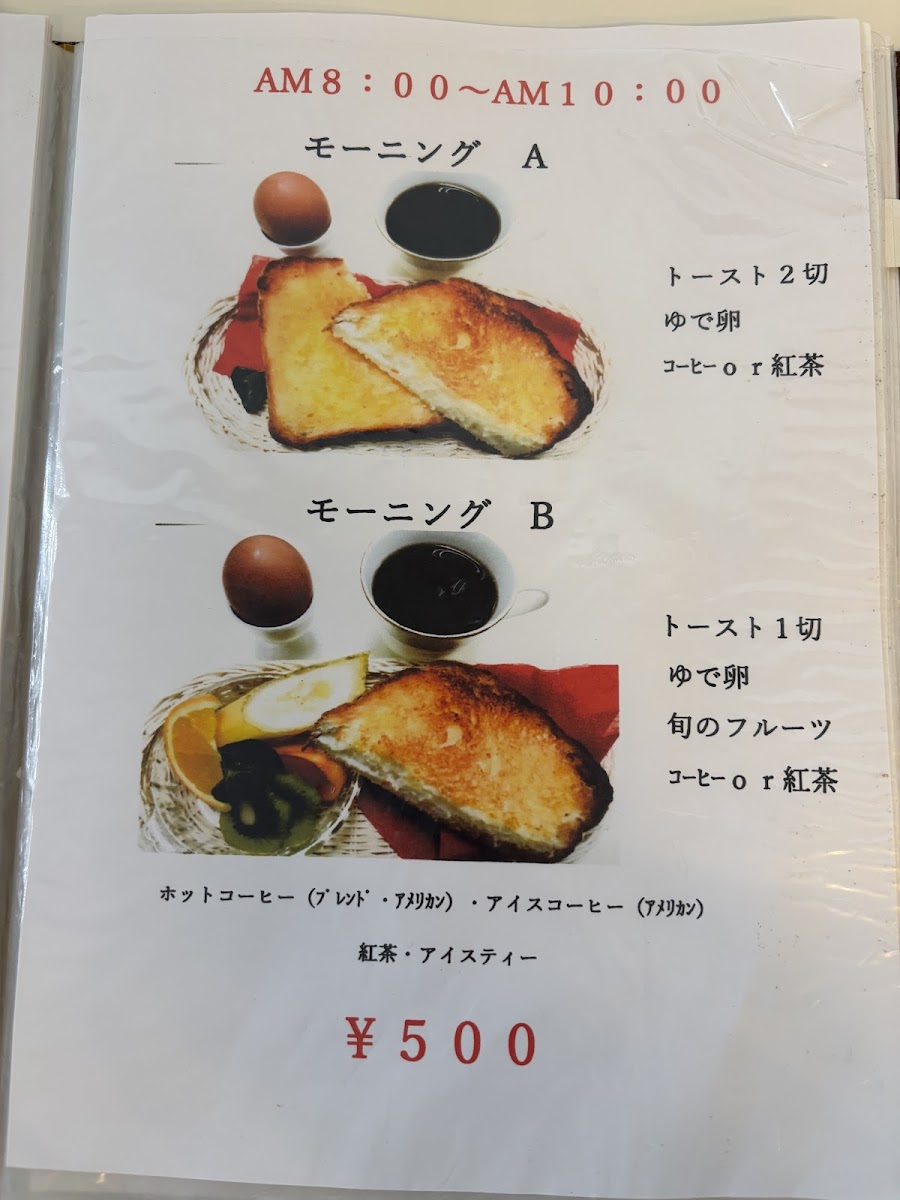 AM8：00～AM10：00
モーニング　A
トースト２切
ゆで卵
ｺｰﾋｰｏｒ紅茶
モーニング　B
トースト１切
ゆで卵
旬のフルーツ
ｺｰﾋｰｏｒ紅茶
ホットコーヒー（ﾌﾞﾚﾝﾄﾞ・ｱﾒﾘｶﾝ）・アイスコーヒー（ｱﾒﾘｶﾝ）
紅茶・アイスティー
￥５００